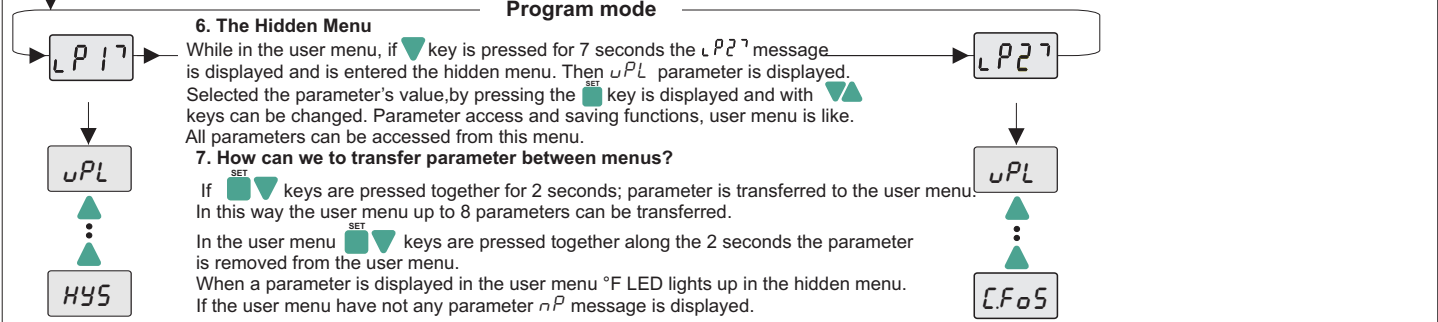 Program mode
6. The Hidden Menu
While in the user menu, if key is pressed for 7 seconds the LP2 message
is displayed and is entered the hidden menu. Then uPL parameter is displayed.
SET
Selected the parameter's value,by pressing the key is displayed and with
keys can be changed. Parameter access and saving functions, user menu is like.
All parameters can be accessed from this menu.
7. How can we to transfer parameter between menus?
SET
If keys are pressed together for 2 seconds; parameter is transferred to the user menu.
In this way the user menu up to 8 parameters can be transferred.
SET
In the user menu keys are pressed together along the 2 seconds the parameter
is removed from the user menu.
When a parameter is displayed in the user menu °F LED lights up in the hidden menu.
If the user menu have not any parameter nP message is displayed.
LP1
uPL
HYS
LP2
uPL
C.FoS